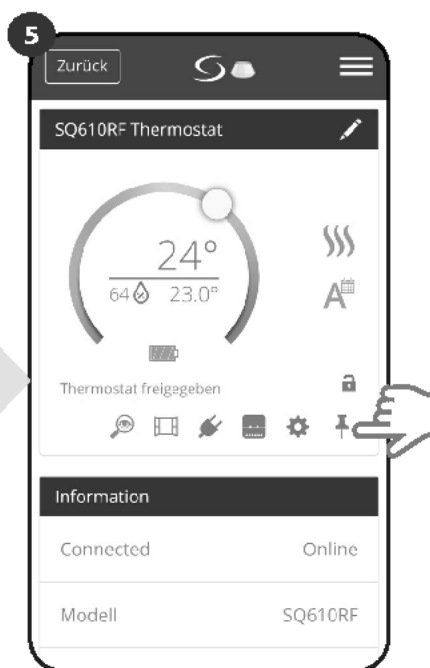 5
Zurück
SQ610RF Thermostat
24°
64 23.0°
A
Thermostat freigegeben
Information
Connected Online
Modell SQ610RF